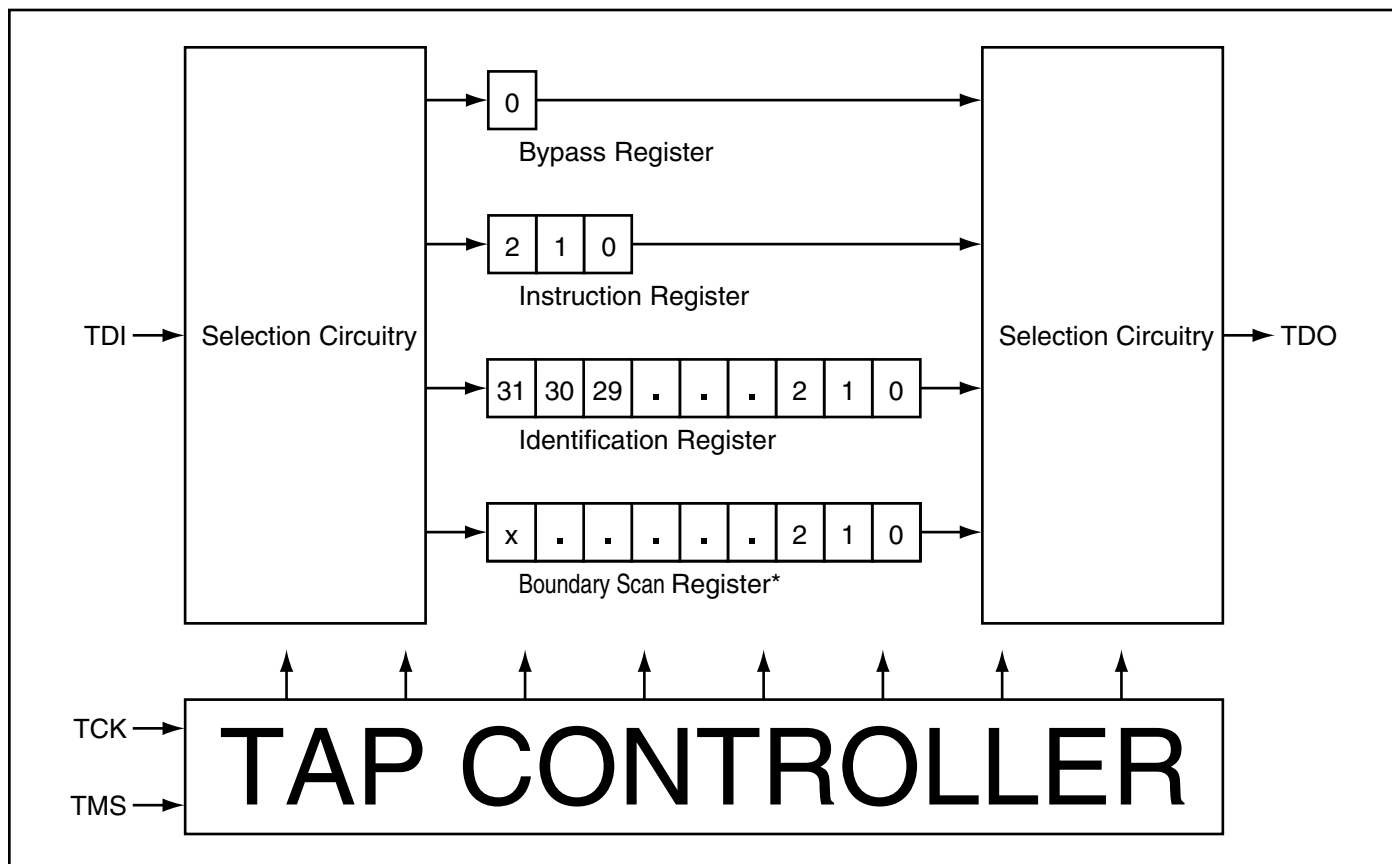 0
Bypass Register
2 1 0
Instruction Register
TDI Selection Circuitry Selection Circuitry TDO
31 30 29 . . . 2 1 0
Identification Register
x . . . . . 2 1 0
Boundary Scan Register*
TCK
TAP CONTROLLER
TMS